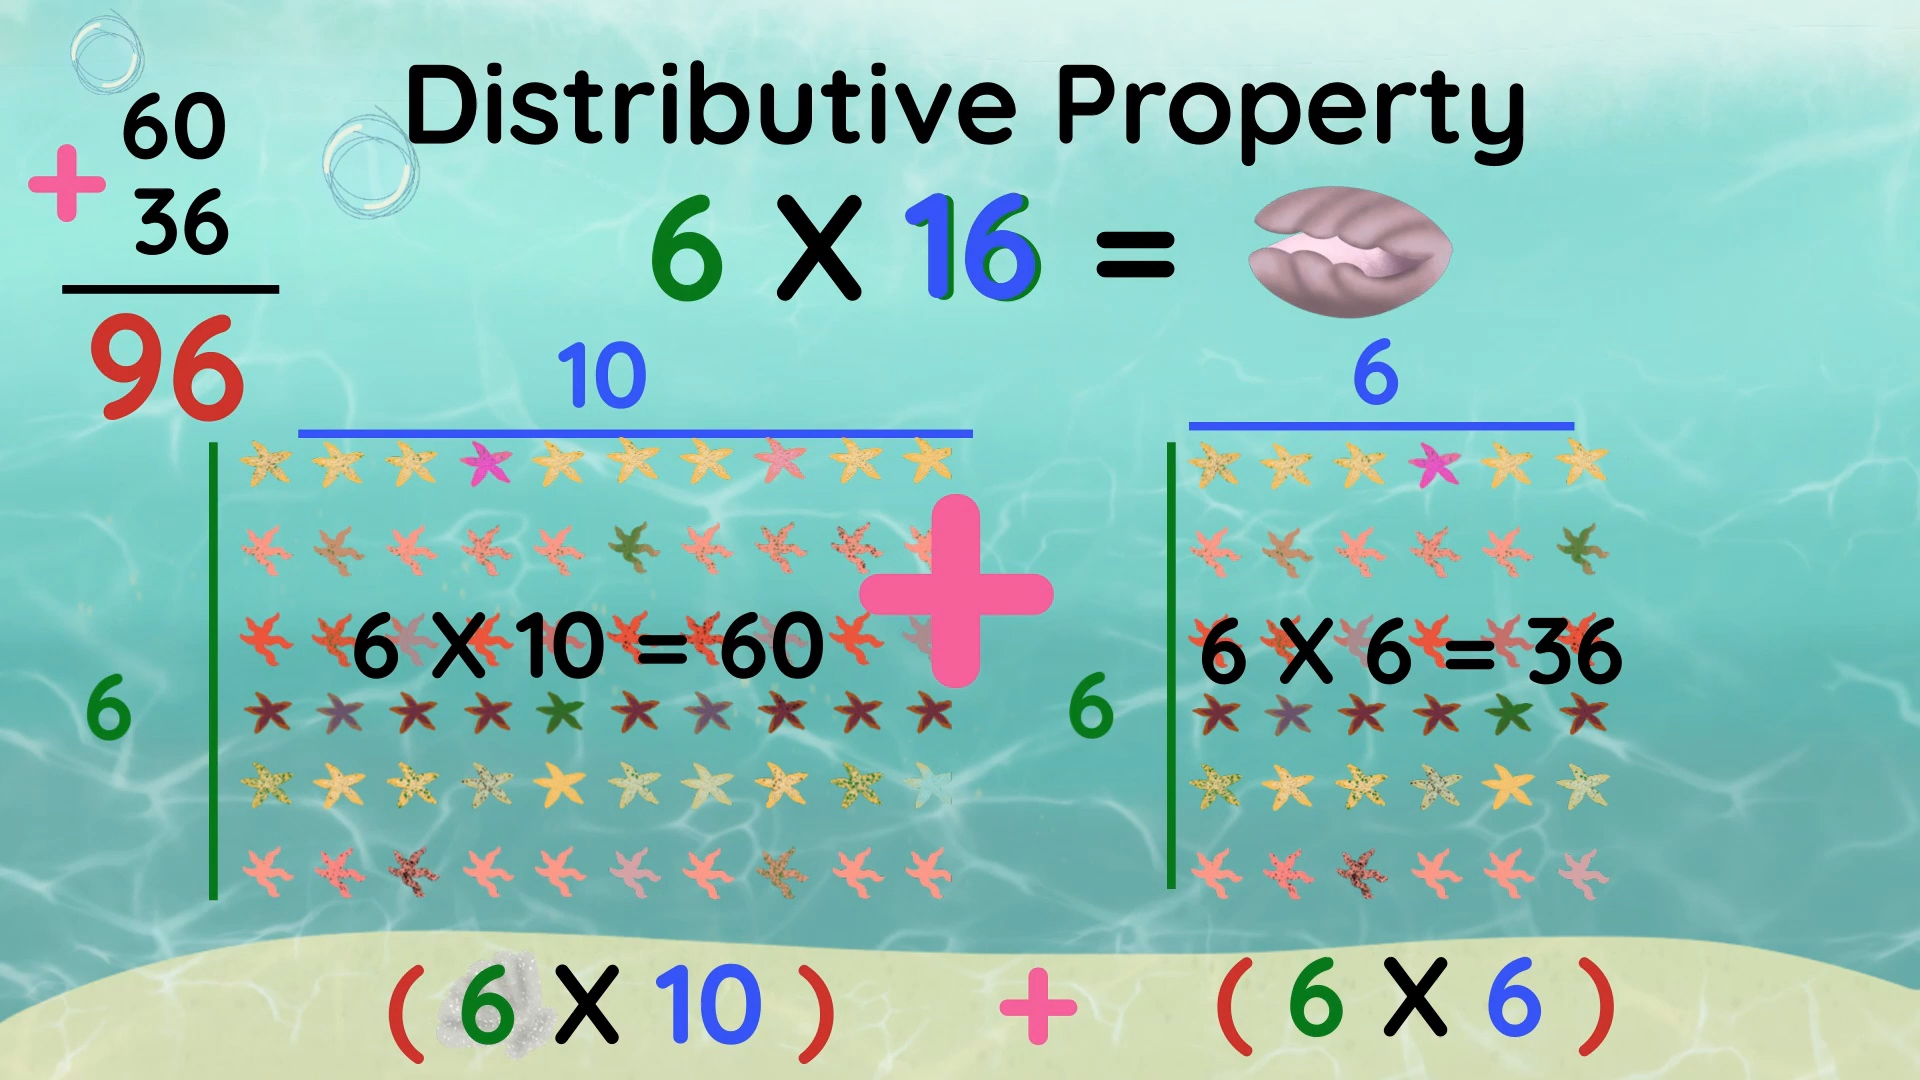 Distributive Property
6 X 16 =
60
+ 36
96
10
6
6
6 X 10 = 60
+
6
6 X 6 = 36
( 6 X 10 ) + ( 6 X 6 )